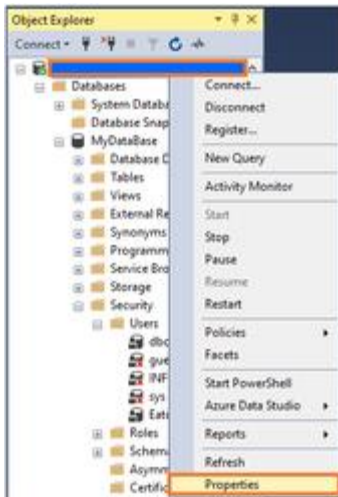 Object Explorer
Connect
Databases
System Databa
Database Snap
MyDataBase
Database D
Tables
Views
External Re
Synonyms
Programm
Service Bro
Storage
Security
Users
dbo
gue
INF
sys
Eat
Roles
Schem
Asymm
Certific
Connect...
Disconnect
Register...
New Query
Activity Monitor
Start
Stop
Pause
Resume
Restart
Policies
Facets
Start PowerShell
Azure Data Studio
Reports
Refresh
Properties